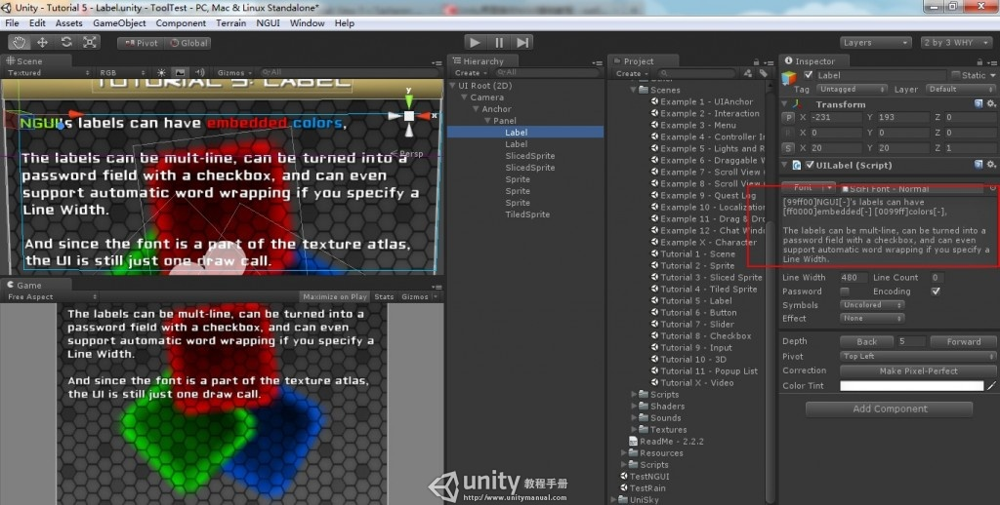 Unity - Tutorial 5 - Label.unity - ToolTest - PC, Mac & Linux Standalone*
File Edit Assets GameObject Component Terrain NGUI Window Help
Pivot Global Layers 2 by 3 WHY
Scene
Textured RGB Gizmos All
TUTORIAL 5: LABEL
NGUI's labels can have embedded colors,
y
x
Persp
The labels can be mult-line, can be turned into a
password field with a checkbox, and can even
support automatic word wrapping if you specify a
Line Width.
And since the font is a part of the texture atlas,
the UI is still just one draw call.
Game
Free Aspect Maximize on Play Stats Gizmos
The labels can be mult-line, can be turned into a
password field with a checkbox, and can even
support automatic word wrapping if you specify a
Line Width.
And since the font is a part of the texture atlas,
the UI is still just one draw call.
Hierarchy
Create All
UI Root (2D)
Camera
Anchor
Panel
Label
Label
SlicedSprite
SlicedSprite
Sprite
Sprite
Sprite
TiledSprite
Project
Create
Scenes
Example 1 - UIAnchor
Example 2 - Interaction
Example 3 - Menu
Example 4 - Controller In
Example 5 - Lights and R
Example 6 - Draggable W
Example 7 - Scroll View (
Example 8 - Scroll View (
Example 9 - Quest Log
Example 10 - Localization
Example 11 - Drag & Dro
Example 12 - Chat Windo
Example X - Character
Tutorial 1 - Scene
Tutorial 2 - Sprite
Tutorial 3 - Sliced Sprite
Tutorial 4 - Tiled Sprite
Tutorial 5 - Label
Tutorial 6 - Button
Tutorial 7 - Slider
Tutorial 8 - Checkbox
Tutorial 9 - Input
Tutorial 10 - 3D
Tutorial 11 - Popup List
Tutorial X - Video
Scripts
Shaders
Sounds
Textures
ReadMe - 2.2.2
Resources
Scripts
TestNGUI
TestRain
UniSky
Inspector
Label Static
Tag Untagged Layer Default
Transform
P X -231 Y 193 Z 0
R X 0 Y 0 Z 0
S X 20 Y 20 Z 1
UILabel (Script)
Font SciFi Font - Normal
[99ff00]NGUI[-]'s labels can have
[ff0000]embedded[-] [0099ff]colors[-],
The labels can be mult-line, can be turned into a
password field with a checkbox, and can even
support automatic word wrapping if you specify a
Line Width.
Line Width 480 Line Count 0
Password Encoding
Symbols Uncolored
Effect None
Depth Back 5 Forward
Pivot Top Left
Correction Make Pixel-Perfect
Color Tint
Add Component
unity 教程手册
http://www.unitymanual.com